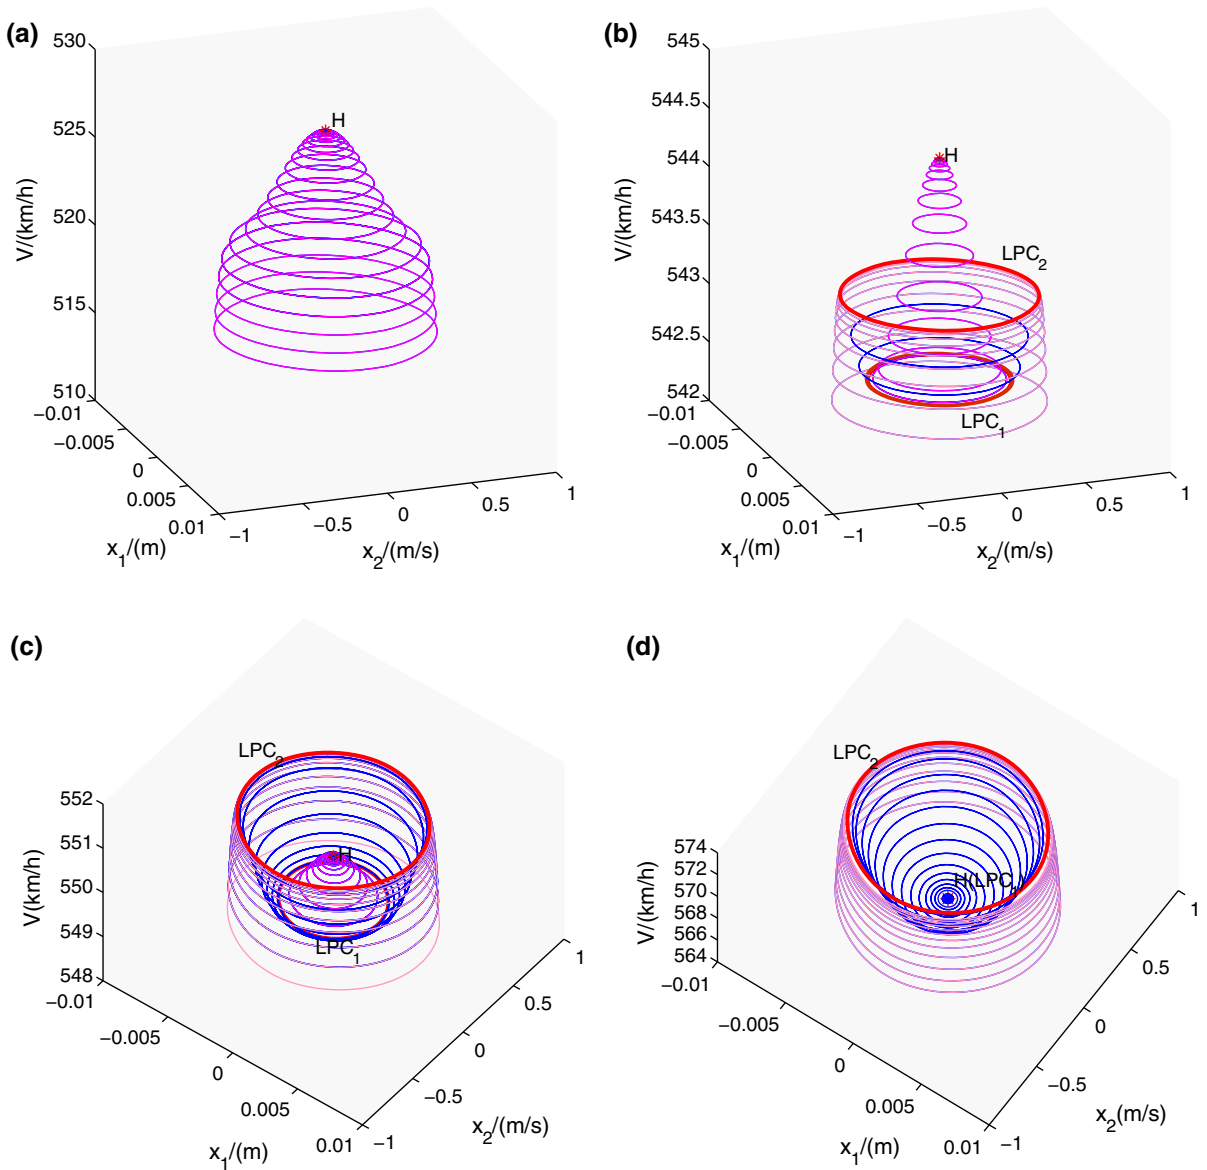 (a)
530
525
520
515
510
V/(km/h)
−0.01
−0.005
0
0.005
0.01
x1/(m)
−1
−0.5
0
0.5
1
x2/(m/s)
H
(b)
545
544.5
544
543.5
543
542.5
542
V/(km/h)
−0.01
−0.005
0
0.005
0.01
x1/(m)
−1
−0.5
0
0.5
1
x2/(m/s)
H
LPC2
LPC1
(c)
552
551
550
549
548
V(km/h)
−0.01
−0.005
0
0.005
0.01
x1/(m)
−1
−0.5
0
0.5
1
x2/(m/s)
LPC2
H
LPC1
(d)
574
572
570
568
566
564
V/(km/h)
−0.01
−0.005
0
0.005
0.01
x1/(m)
−1
−0.5
0
0.5
1
x2(m/s)
LPC2
H(LPC1)